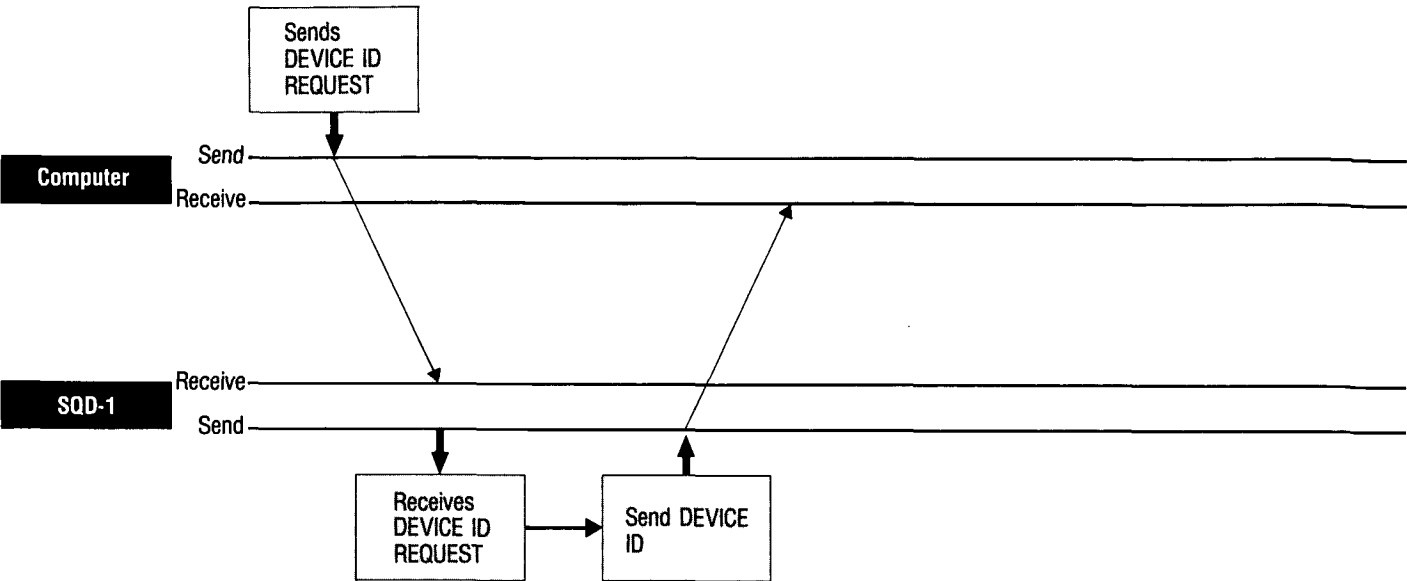 Sends
DEVICE ID
REQUEST
Send
Computer
Receive
Receive
SQD-1
Send
Receives
DEVICE ID
REQUEST
Send DEVICE
ID